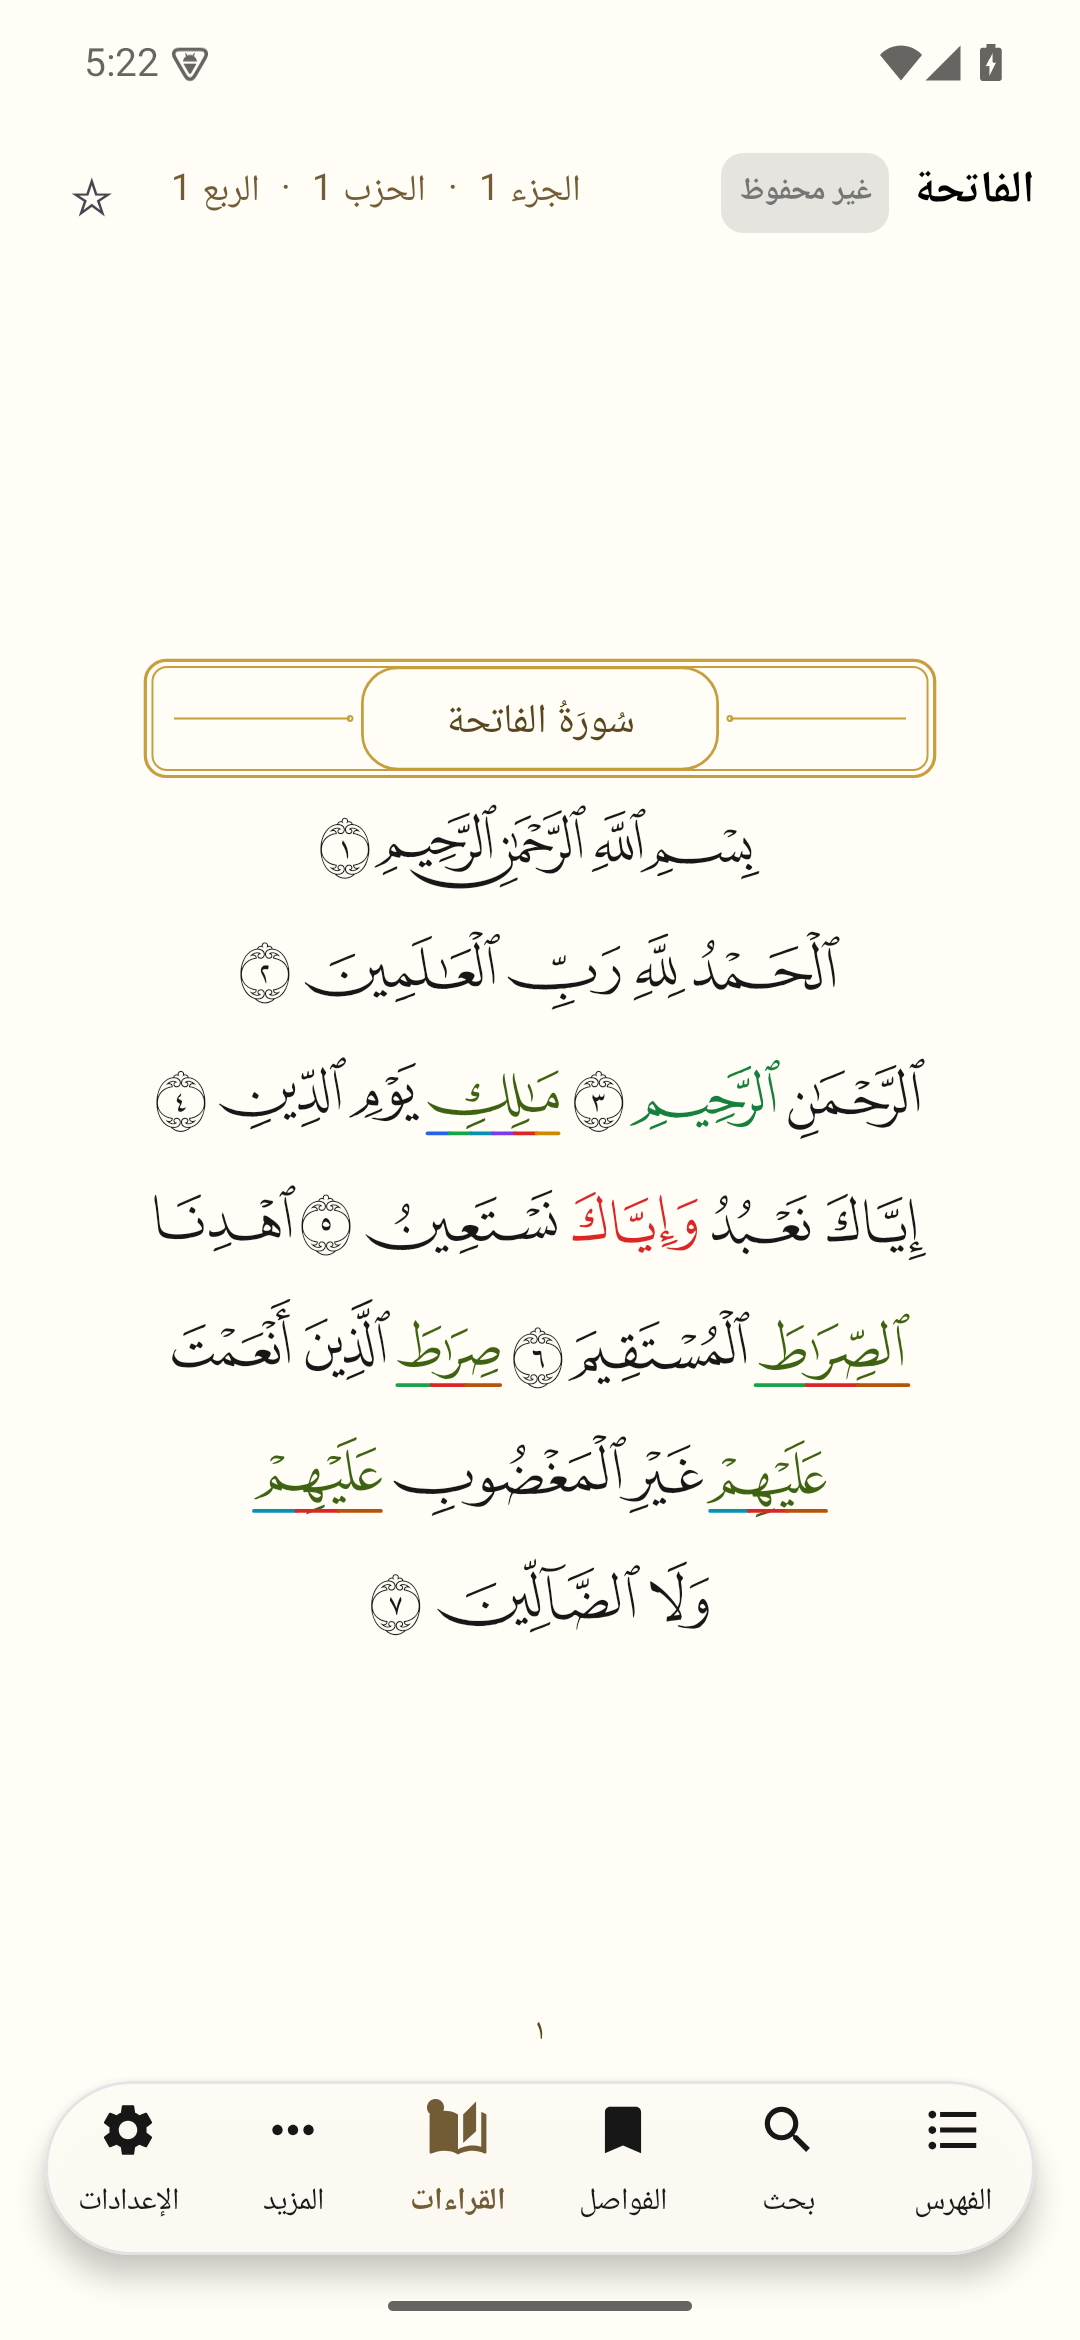 5:22
الفاتحة
غير محفوظ
الجزء 1 · الحزب 1 · الربع 1
سُورَةُ الفاتحة
بِسْمِ ٱللَّهِ ٱلرَّحْمَٰنِ ٱلرَّحِيمِ ١
ٱلْحَمْدُ لِلَّهِ رَبِّ ٱلْعَٰلَمِينَ ٢
ٱلرَّحْمَٰنِ ٱلرَّحِيمِ ٣ مَٰلِكِ يَوْمِ ٱلدِّينِ ٤
إِيَّاكَ نَعْبُدُ وَإِيَّاكَ نَسْتَعِينُ ٥ ٱهْدِنَا
ٱلصِّرَٰطَ ٱلْمُسْتَقِيمَ ٦ صِرَٰطَ ٱلَّذِينَ أَنْعَمْتَ
عَلَيْهِمْ غَيْرِ ٱلْمَغْضُوبِ عَلَيْهِمْ
وَلَا ٱلضَّآلِّينَ ٧
١
الفهرس
بحث
الفواصل
القراءات
المزيد
الإعدادات